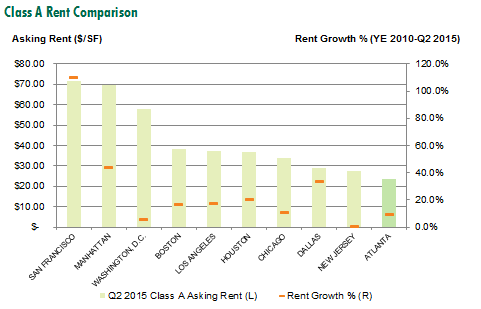 Class A Rent Comparison
Asking Rent ($/SF)
Rent Growth % (YE 2010-Q2 2015)
$80.00
$70.00
$60.00
$50.00
$40.00
$30.00
$20.00
$10.00
$-
120.0%
100.0%
80.0%
60.0%
40.0%
20.0%
0.0%
SAN FRANCISCO
MANHATTAN
WASHINGTON, D.C.
BOSTON
LOS ANGELES
HOUSTON
CHICAGO
DALLAS
NEW JERSEY
ATLANTA
Q2 2015 Class A Asking Rent (L)
Rent Growth % (R)